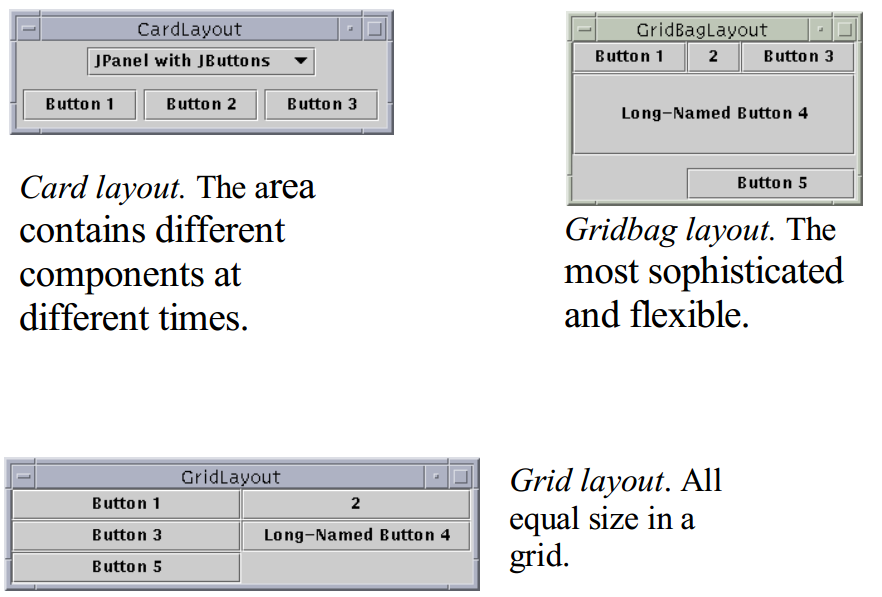 CardLayout
JPanel with JButtons
Button 1 Button 2 Button 3
Card layout. The area
contains different
components at
different times.
GridBagLayout
Button 1 2 Button 3
Long-Named Button 4
Button 5
Gridbag layout. The
most sophisticated
and flexible.
GridLayout
Button 1 2
Button 3 Long-Named Button 4
Button 5
Grid layout. All
equal size in a
grid.